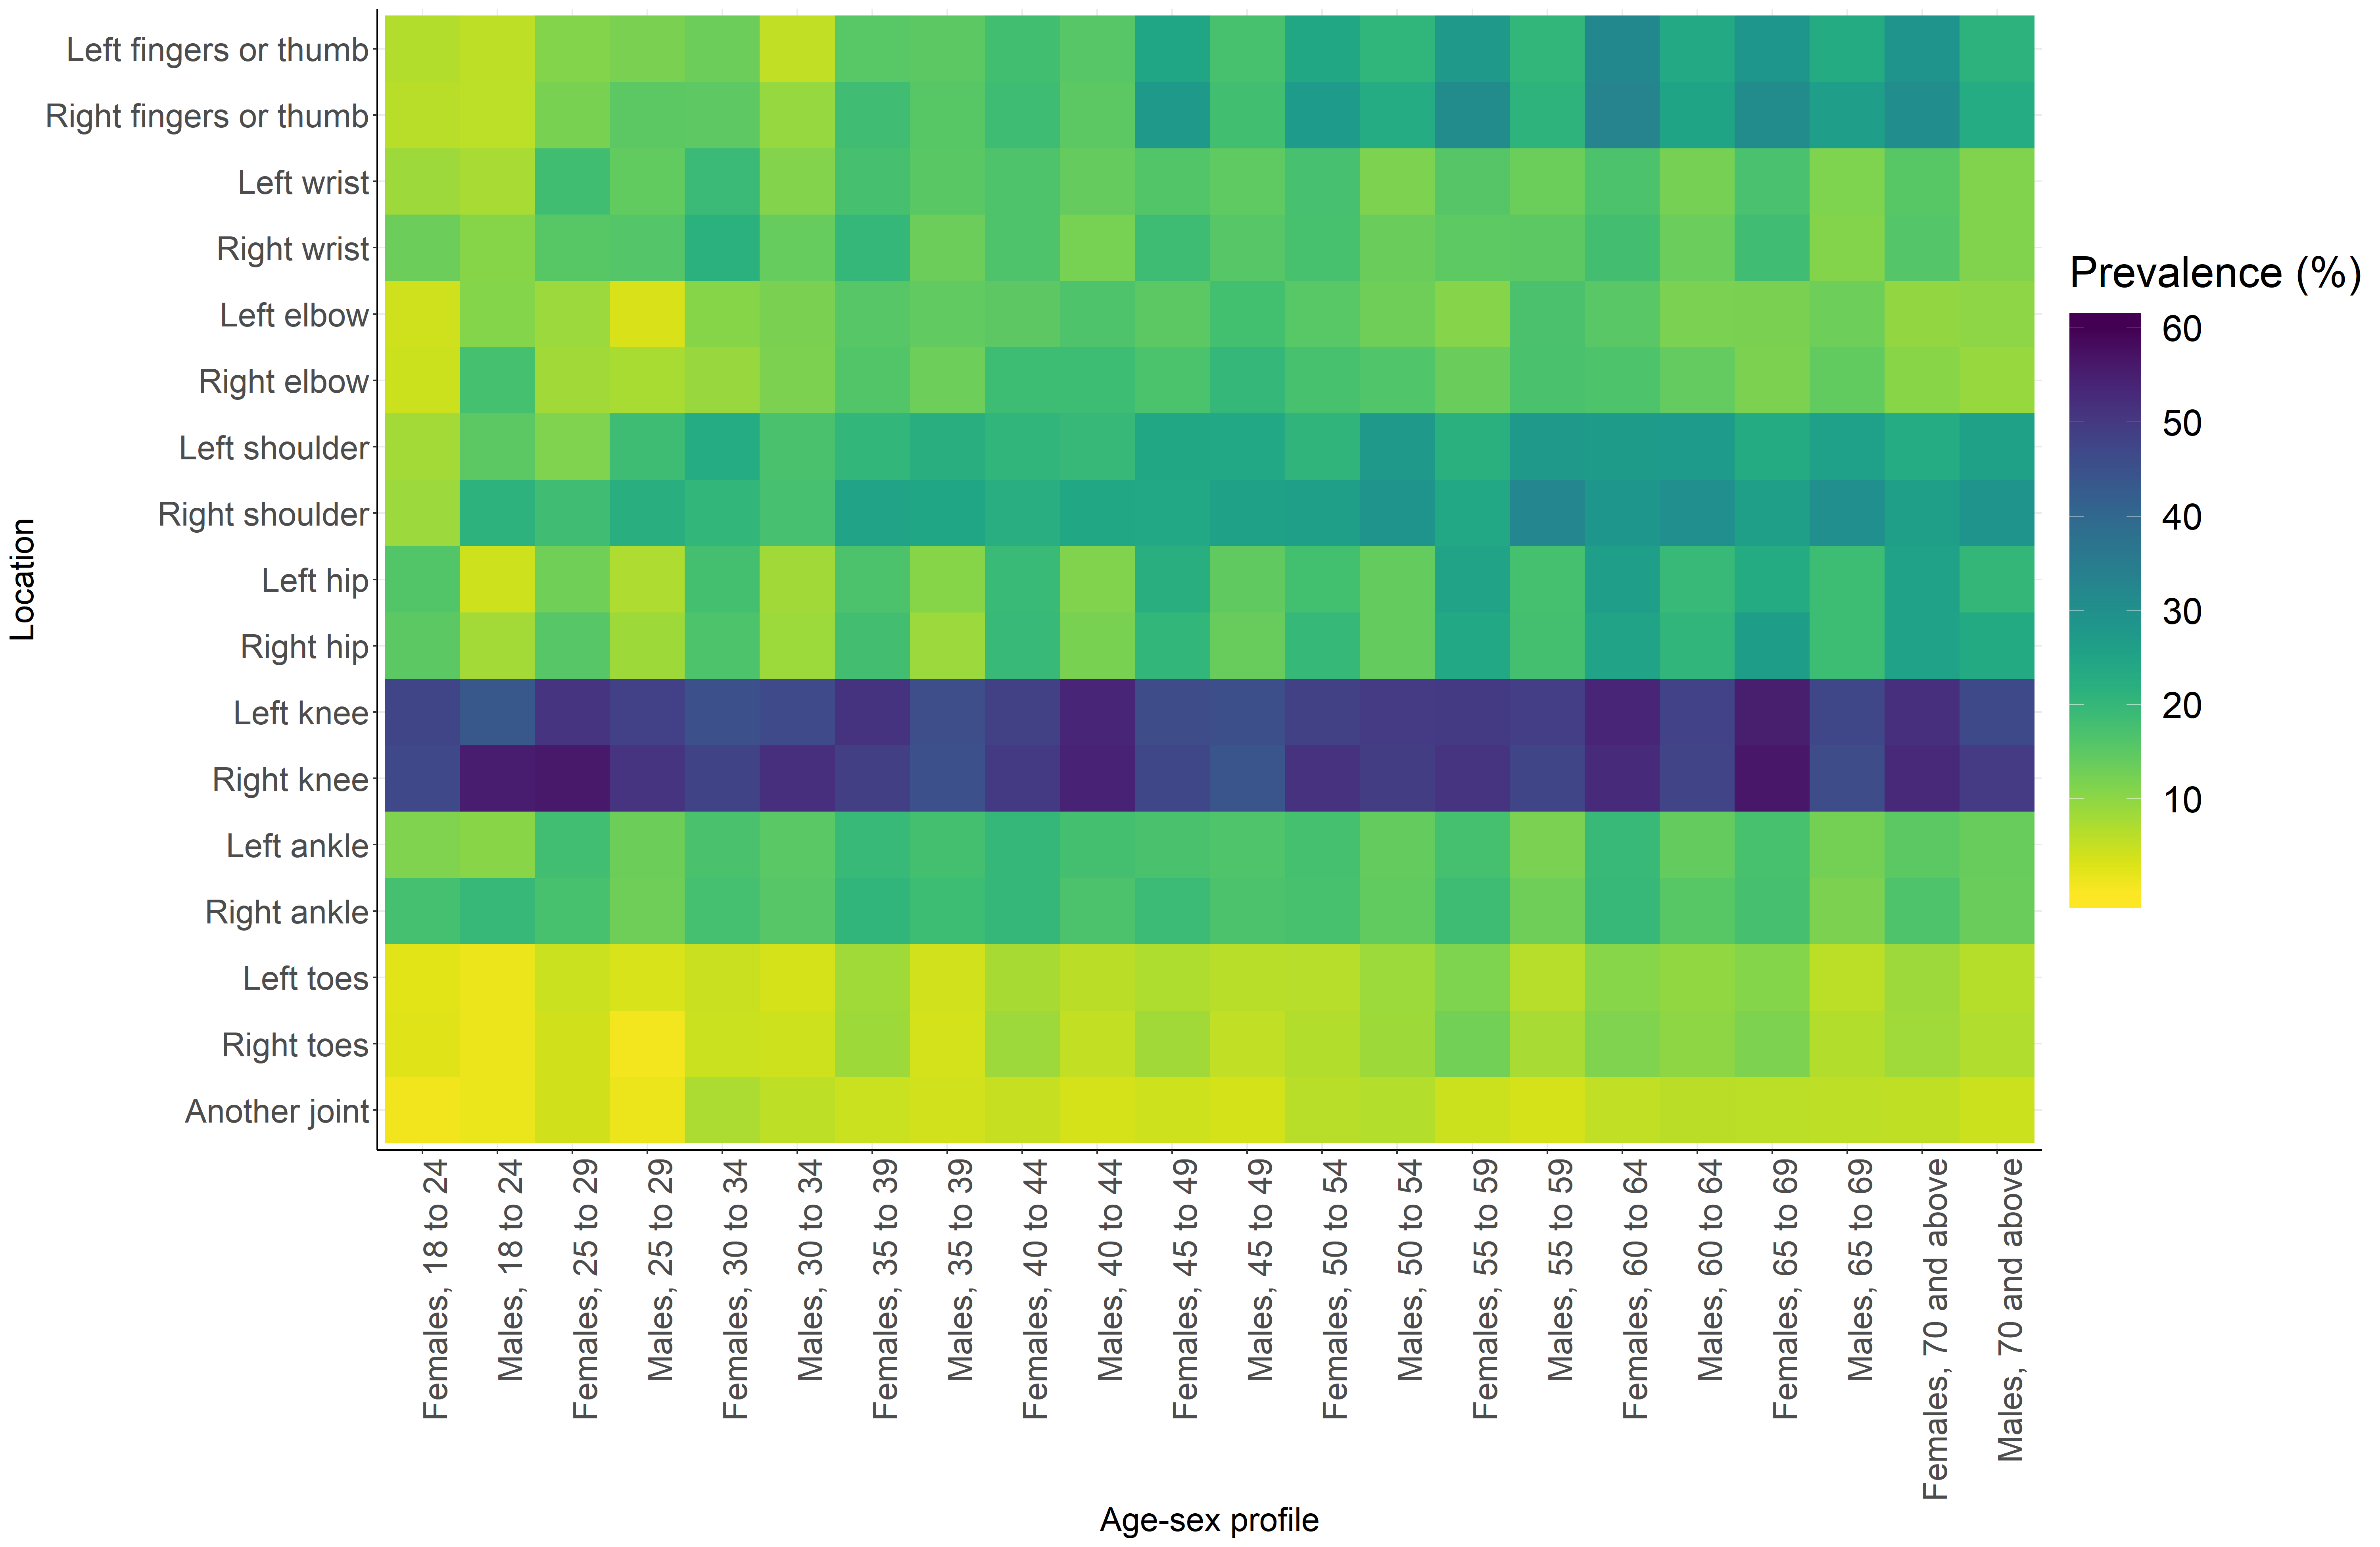 Location
Left fingers or thumb
Right fingers or thumb
Left wrist
Right wrist
Left elbow
Right elbow
Left shoulder
Right shoulder
Left hip
Right hip
Left knee
Right knee
Left ankle
Right ankle
Left toes
Right toes
Another joint
Females, 18 to 24
Males, 18 to 24
Females, 25 to 29
Males, 25 to 29
Females, 30 to 34
Males, 30 to 34
Females, 35 to 39
Males, 35 to 39
Females, 40 to 44
Males, 40 to 44
Females, 45 to 49
Males, 45 to 49
Females, 50 to 54
Males, 50 to 54
Females, 55 to 59
Males, 55 to 59
Females, 60 to 64
Males, 60 to 64
Females, 65 to 69
Males, 65 to 69
Females, 70 and above
Males, 70 and above
Age-sex profile
Prevalence (%)
60
50
40
30
20
10